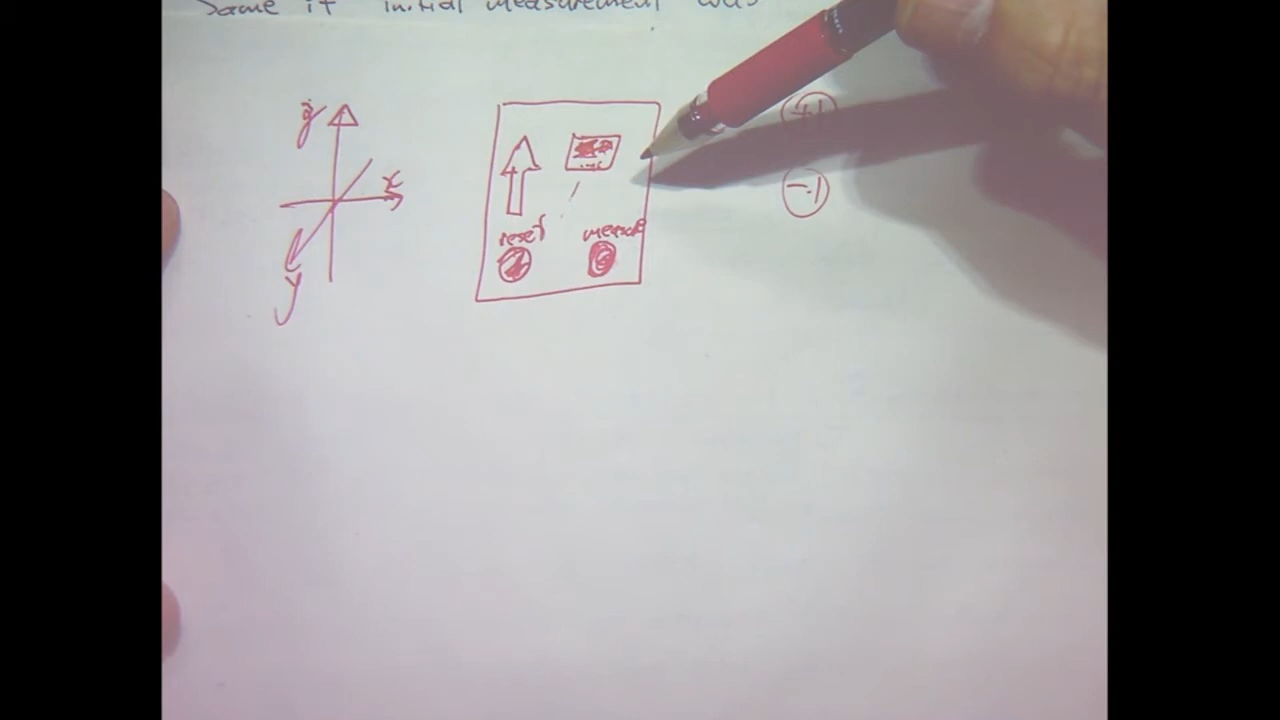 Same if initial measurement was
z
x
y
reset
measure
+1
-1